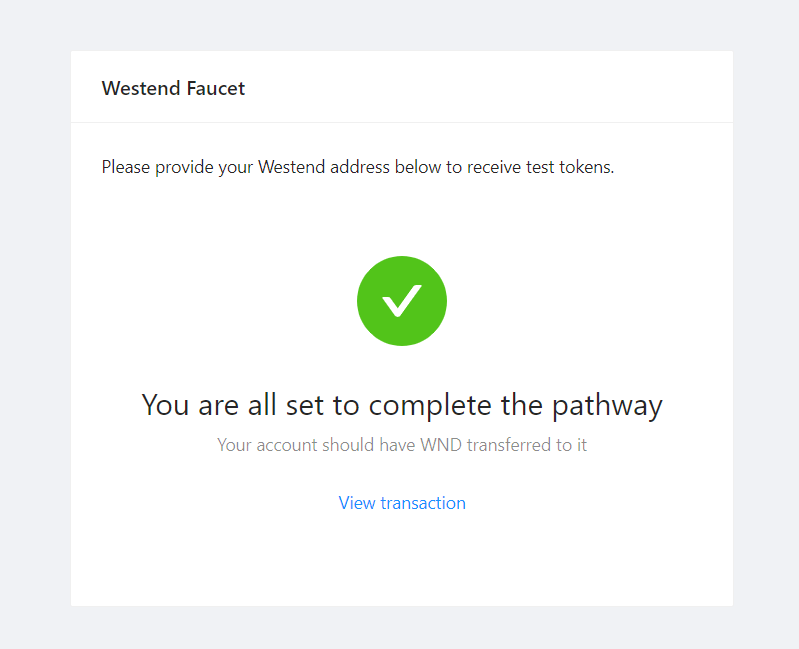 Westend Faucet
Please provide your Westend address below to receive test tokens.
You are all set to complete the pathway
Your account should have WND transferred to it
View transaction